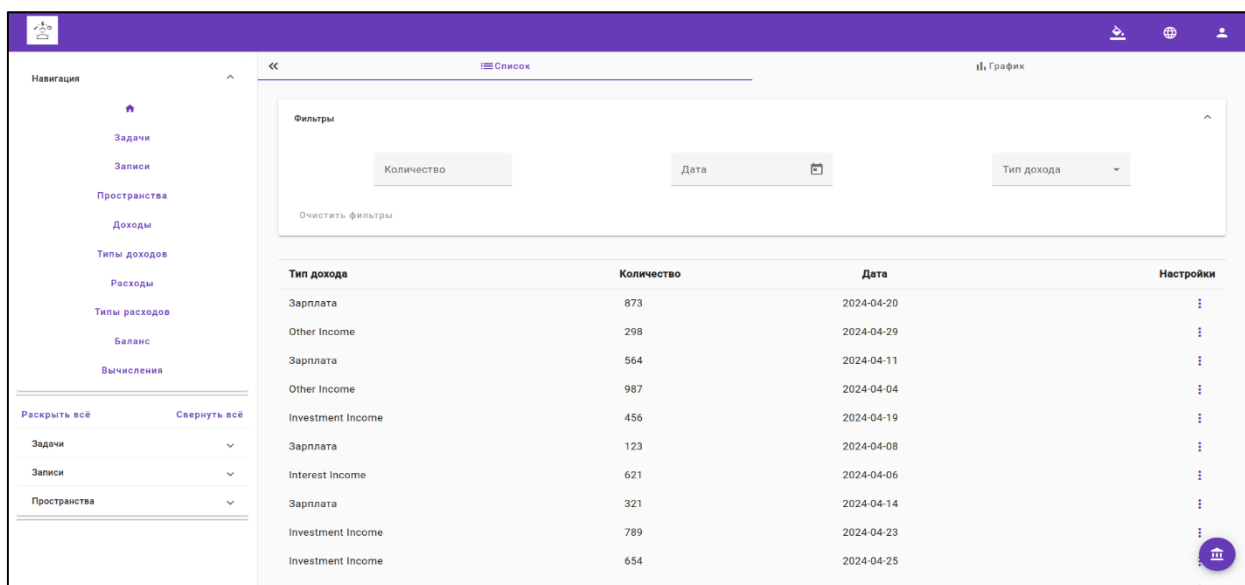 Навигация
Задачи
Записи
Пространства
Доходы
Типы доходов
Расходы
Типы расходов
Баланс
Вычисления
Раскрыть всё Свернуть всё
Задачи
Записи
Пространства
Список График
Фильтры
Количество Дата Тип дохода
Очистить фильтры
Тип дохода Количество Дата Настройки
Зарплата 873 2024-04-20
Other Income 298 2024-04-29
Зарплата 564 2024-04-11
Other Income 987 2024-04-04
Investment Income 456 2024-04-19
Зарплата 123 2024-04-08
Interest Income 621 2024-04-06
Зарплата 321 2024-04-14
Investment Income 789 2024-04-23
Investment Income 654 2024-04-25